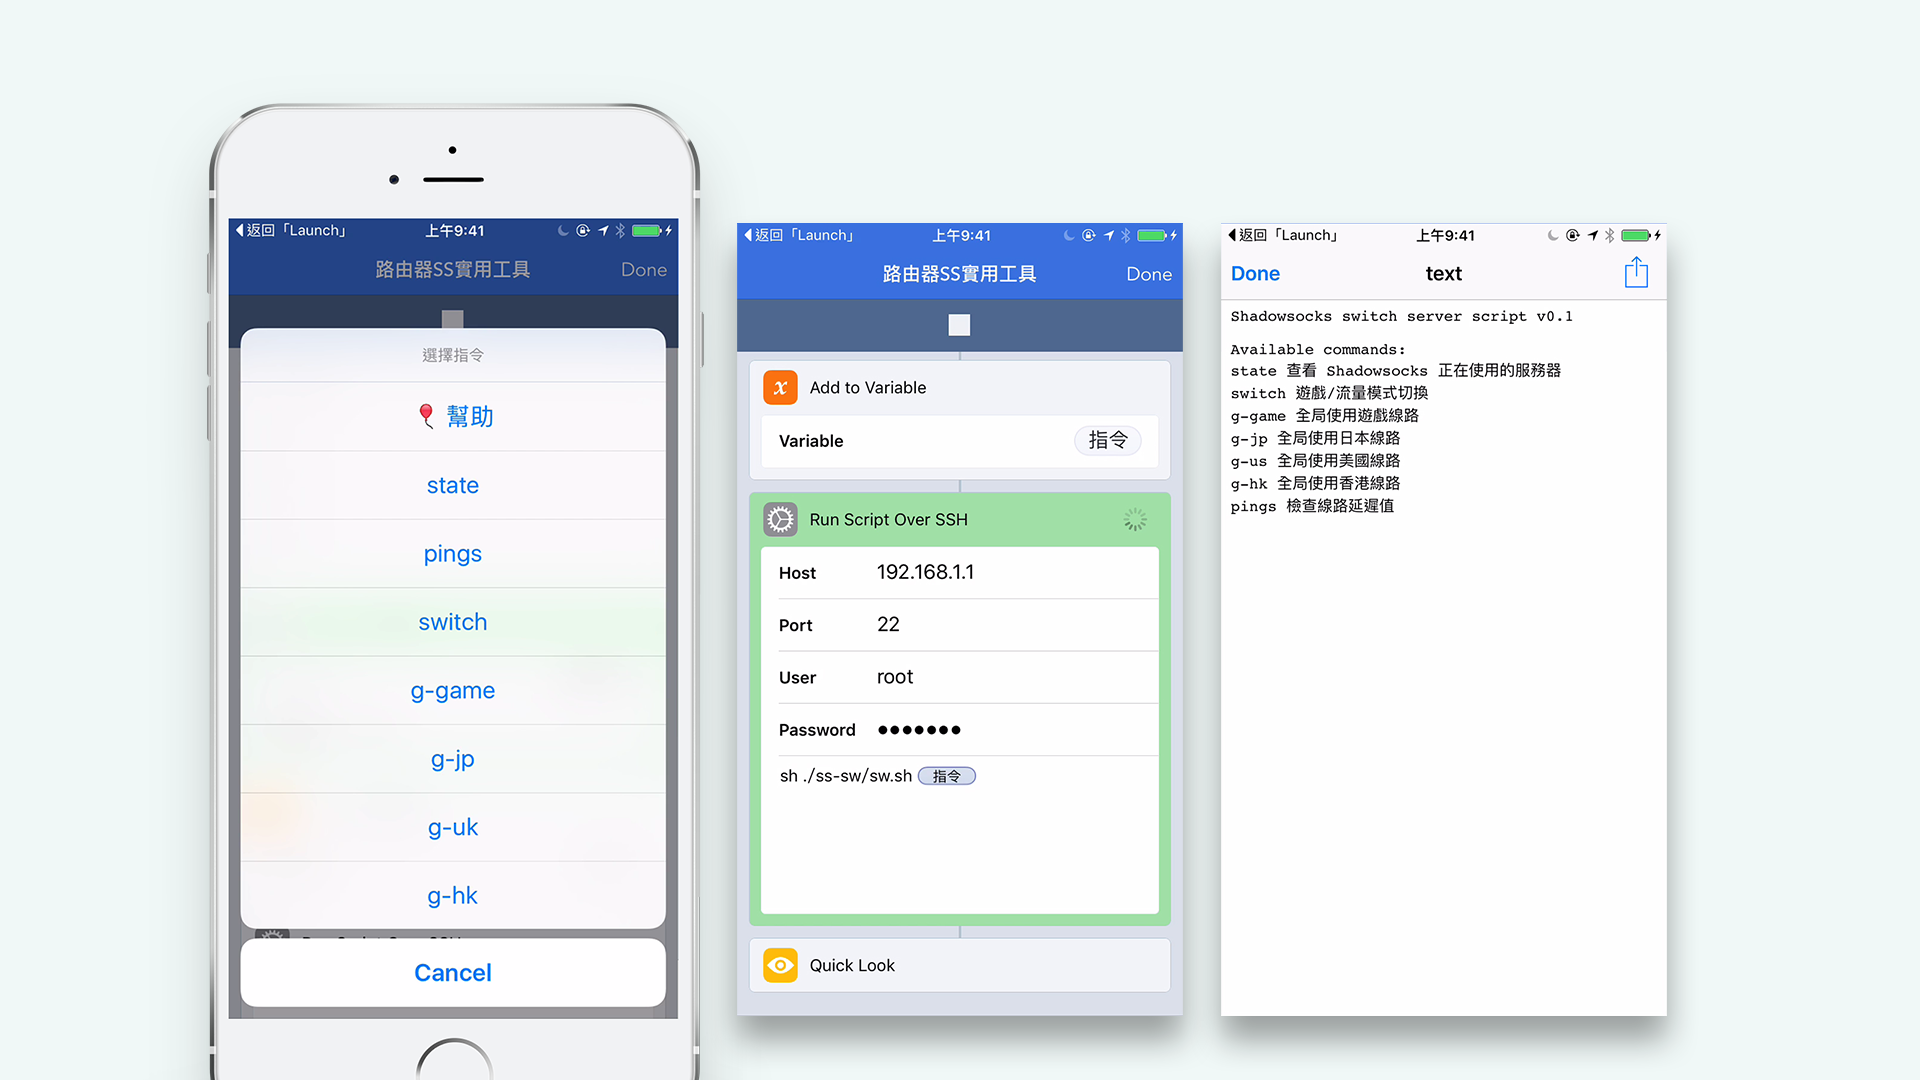 返回「Launch」 上午9:41
路由器SS實用工具 Done
選擇指令
🎈 幫助
state
pings
switch
g-game
g-jp
g-uk
g-hk
Cancel
返回「Launch」 上午9:41
路由器SS實用工具 Done
x Add to Variable
Variable 指令
Run Script Over SSH
Host 192.168.1.1
Port 22
User root
Password ●●●●●●●
sh ./ss-sw/sw.sh 指令
Quick Look
返回「Launch」 上午9:41
Done text
Shadowsocks switch server script v0.1
Available commands:
state 查看 Shadowsocks 正在使用的服務器
switch 遊戲/流量模式切換
g-game 全局使用遊戲線路
g-jp 全局使用日本線路
g-us 全局使用美國線路
g-hk 全局使用香港線路
pings 檢查線路延遲值